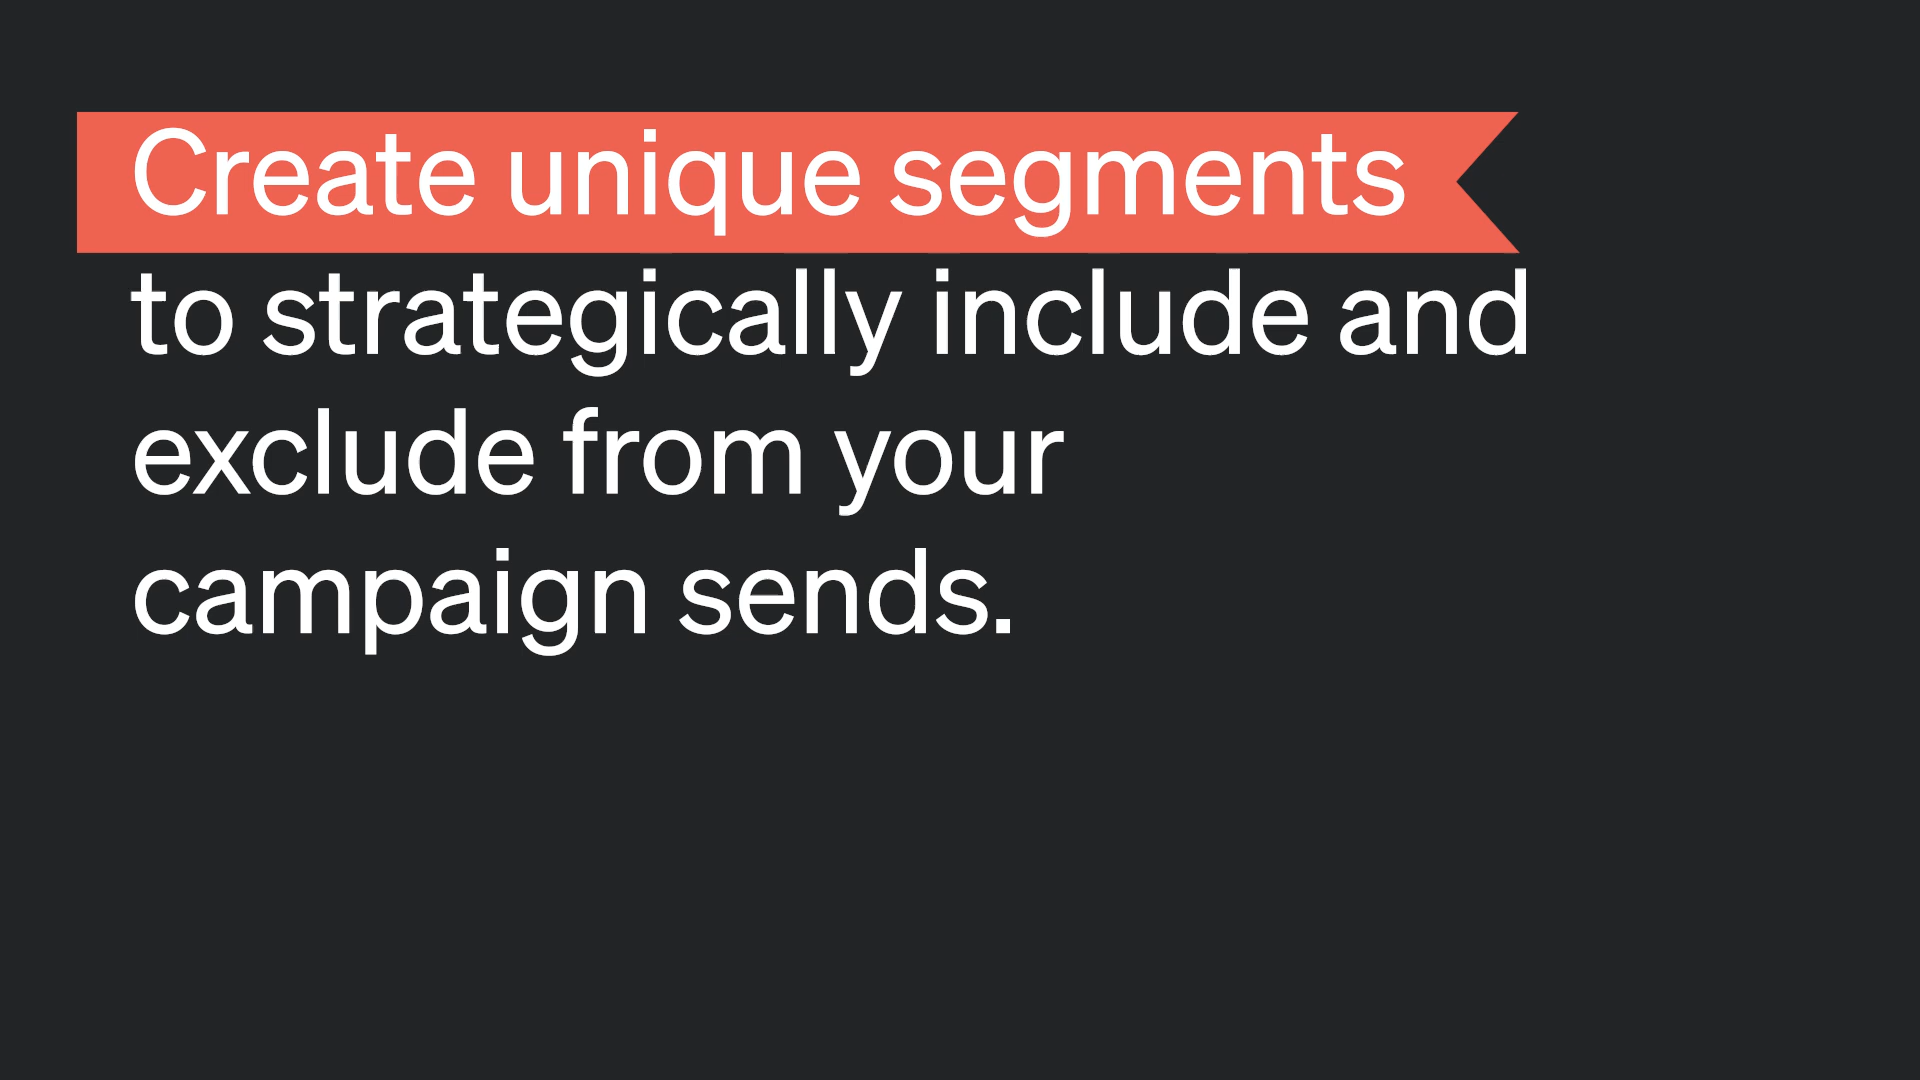 Create unique segments
to strategically include and
exclude from your
campaign sends.